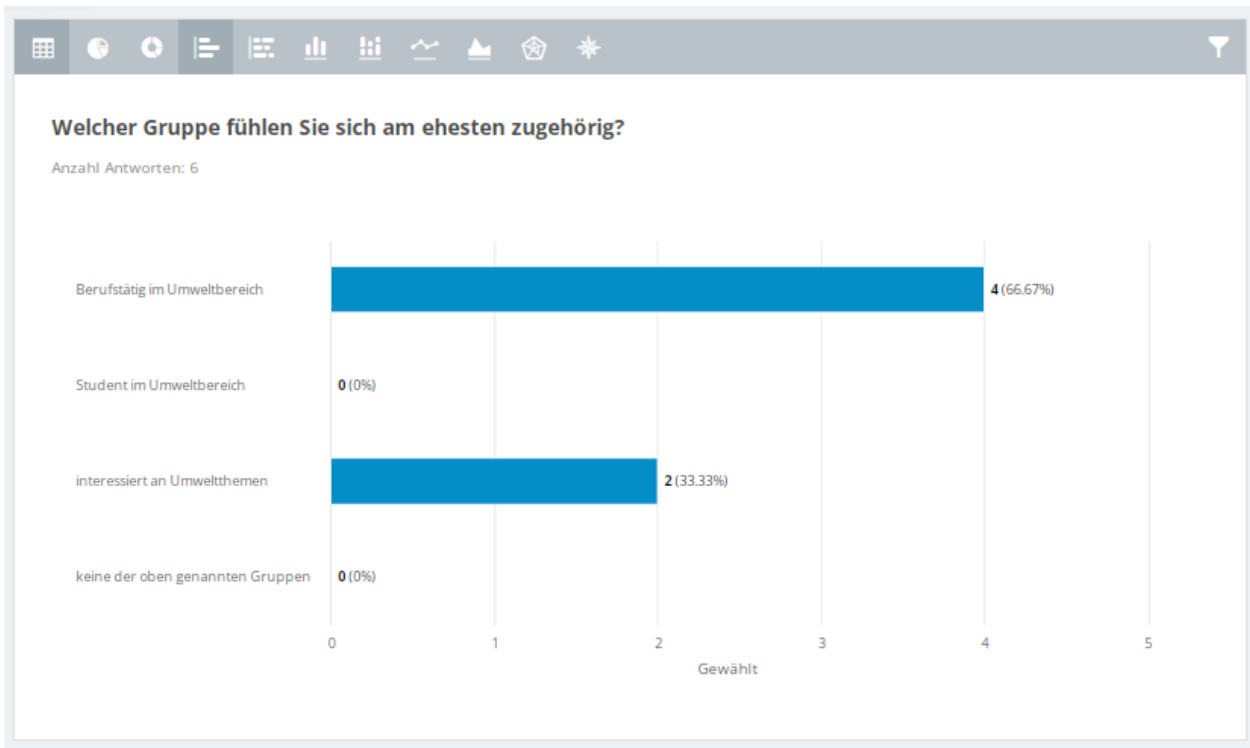 Welcher Gruppe fühlen Sie sich am ehesten zugehörig?
Anzahl Antworten: 6
Berufstätig im Umweltbereich
4 (66.67%)
Student im Umweltbereich
0 (0%)
interessiert an Umweltthemen
2 (33.33%)
keine der oben genannten Gruppen
0 (0%)
0 1 2 3 4 5
Gewählt